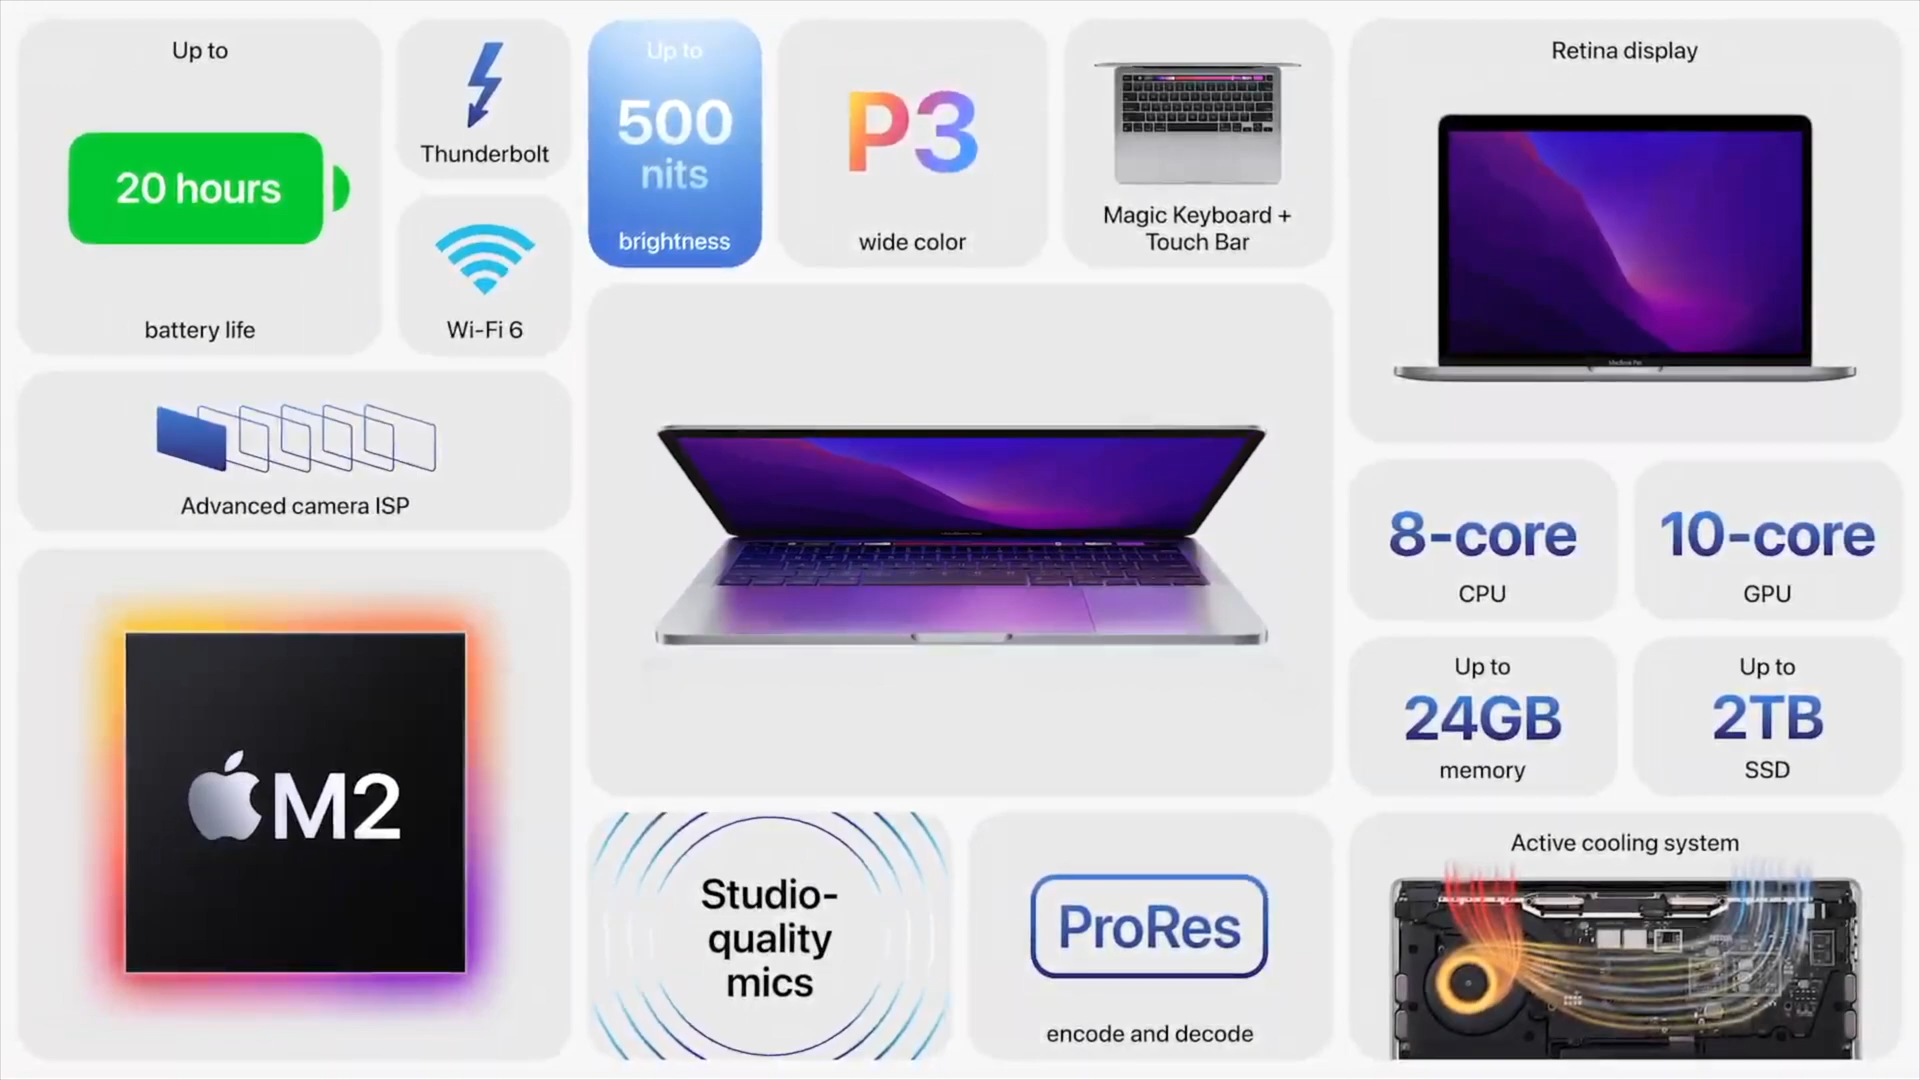 Up to
20 hours
battery life
Thunderbolt
Wi-Fi 6
Up to
500
nits
brightness
P3
wide color
Magic Keyboard +
Touch Bar
Retina display
MacBook Pro
Advanced camera ISP
M2
8-core
CPU
10-core
GPU
Up to
24GB
memory
Up to
2TB
SSD
Studio-
quality
mics
ProRes
encode and decode
Active cooling system